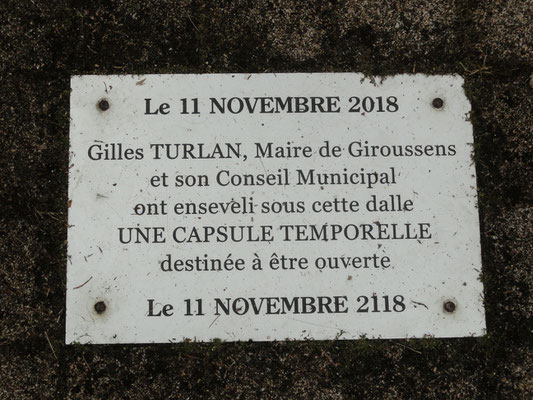 Le 11 NOVEMBRE 2018
Gilles TURLAN, Maire de Giroussens
et son Conseil Municipal
ont enseveli sous cette dalle
UNE CAPSULE TEMPORELLE
destinée à être ouverte
Le 11 NOVEMBRE 2118